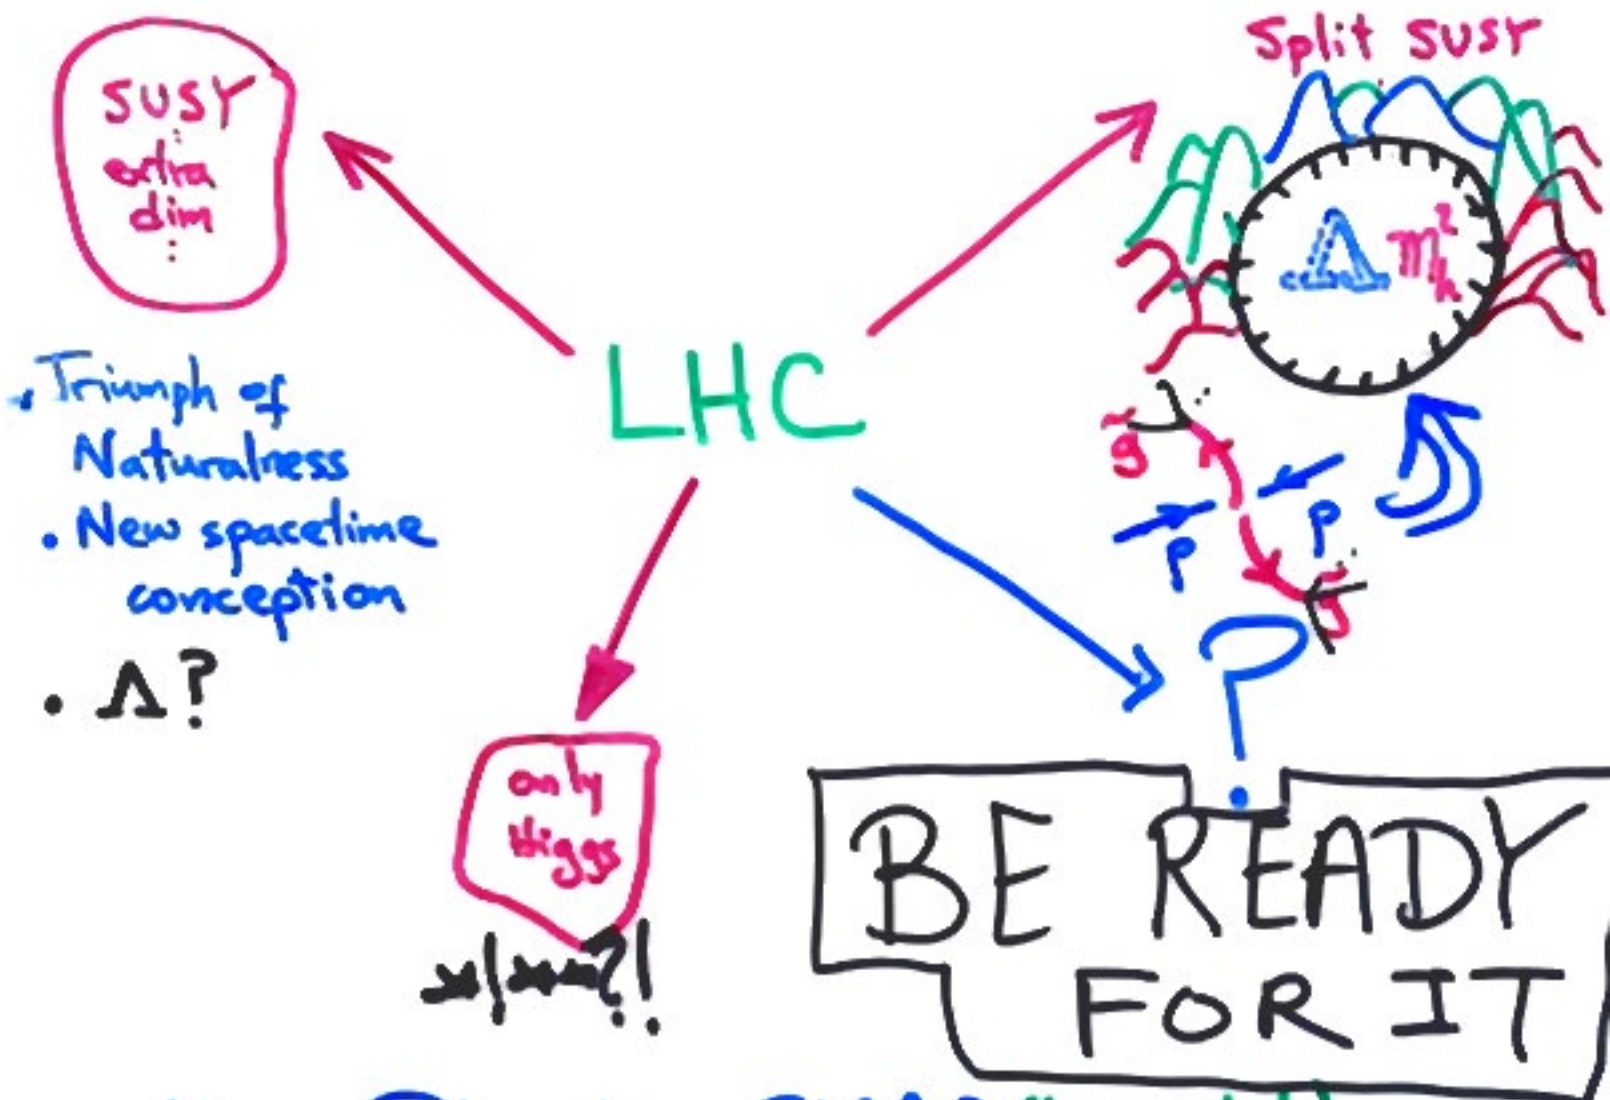 SUSY
⋮
extra
dim
⋮
. Triumph of
Naturalness
. New spacetime
conception
. Λ?
LHC
Split SUSY
Λ m²ₕ
g̃
p
p
g̃
?
only
Higgs
*!***?!
BE READY
FOR IT